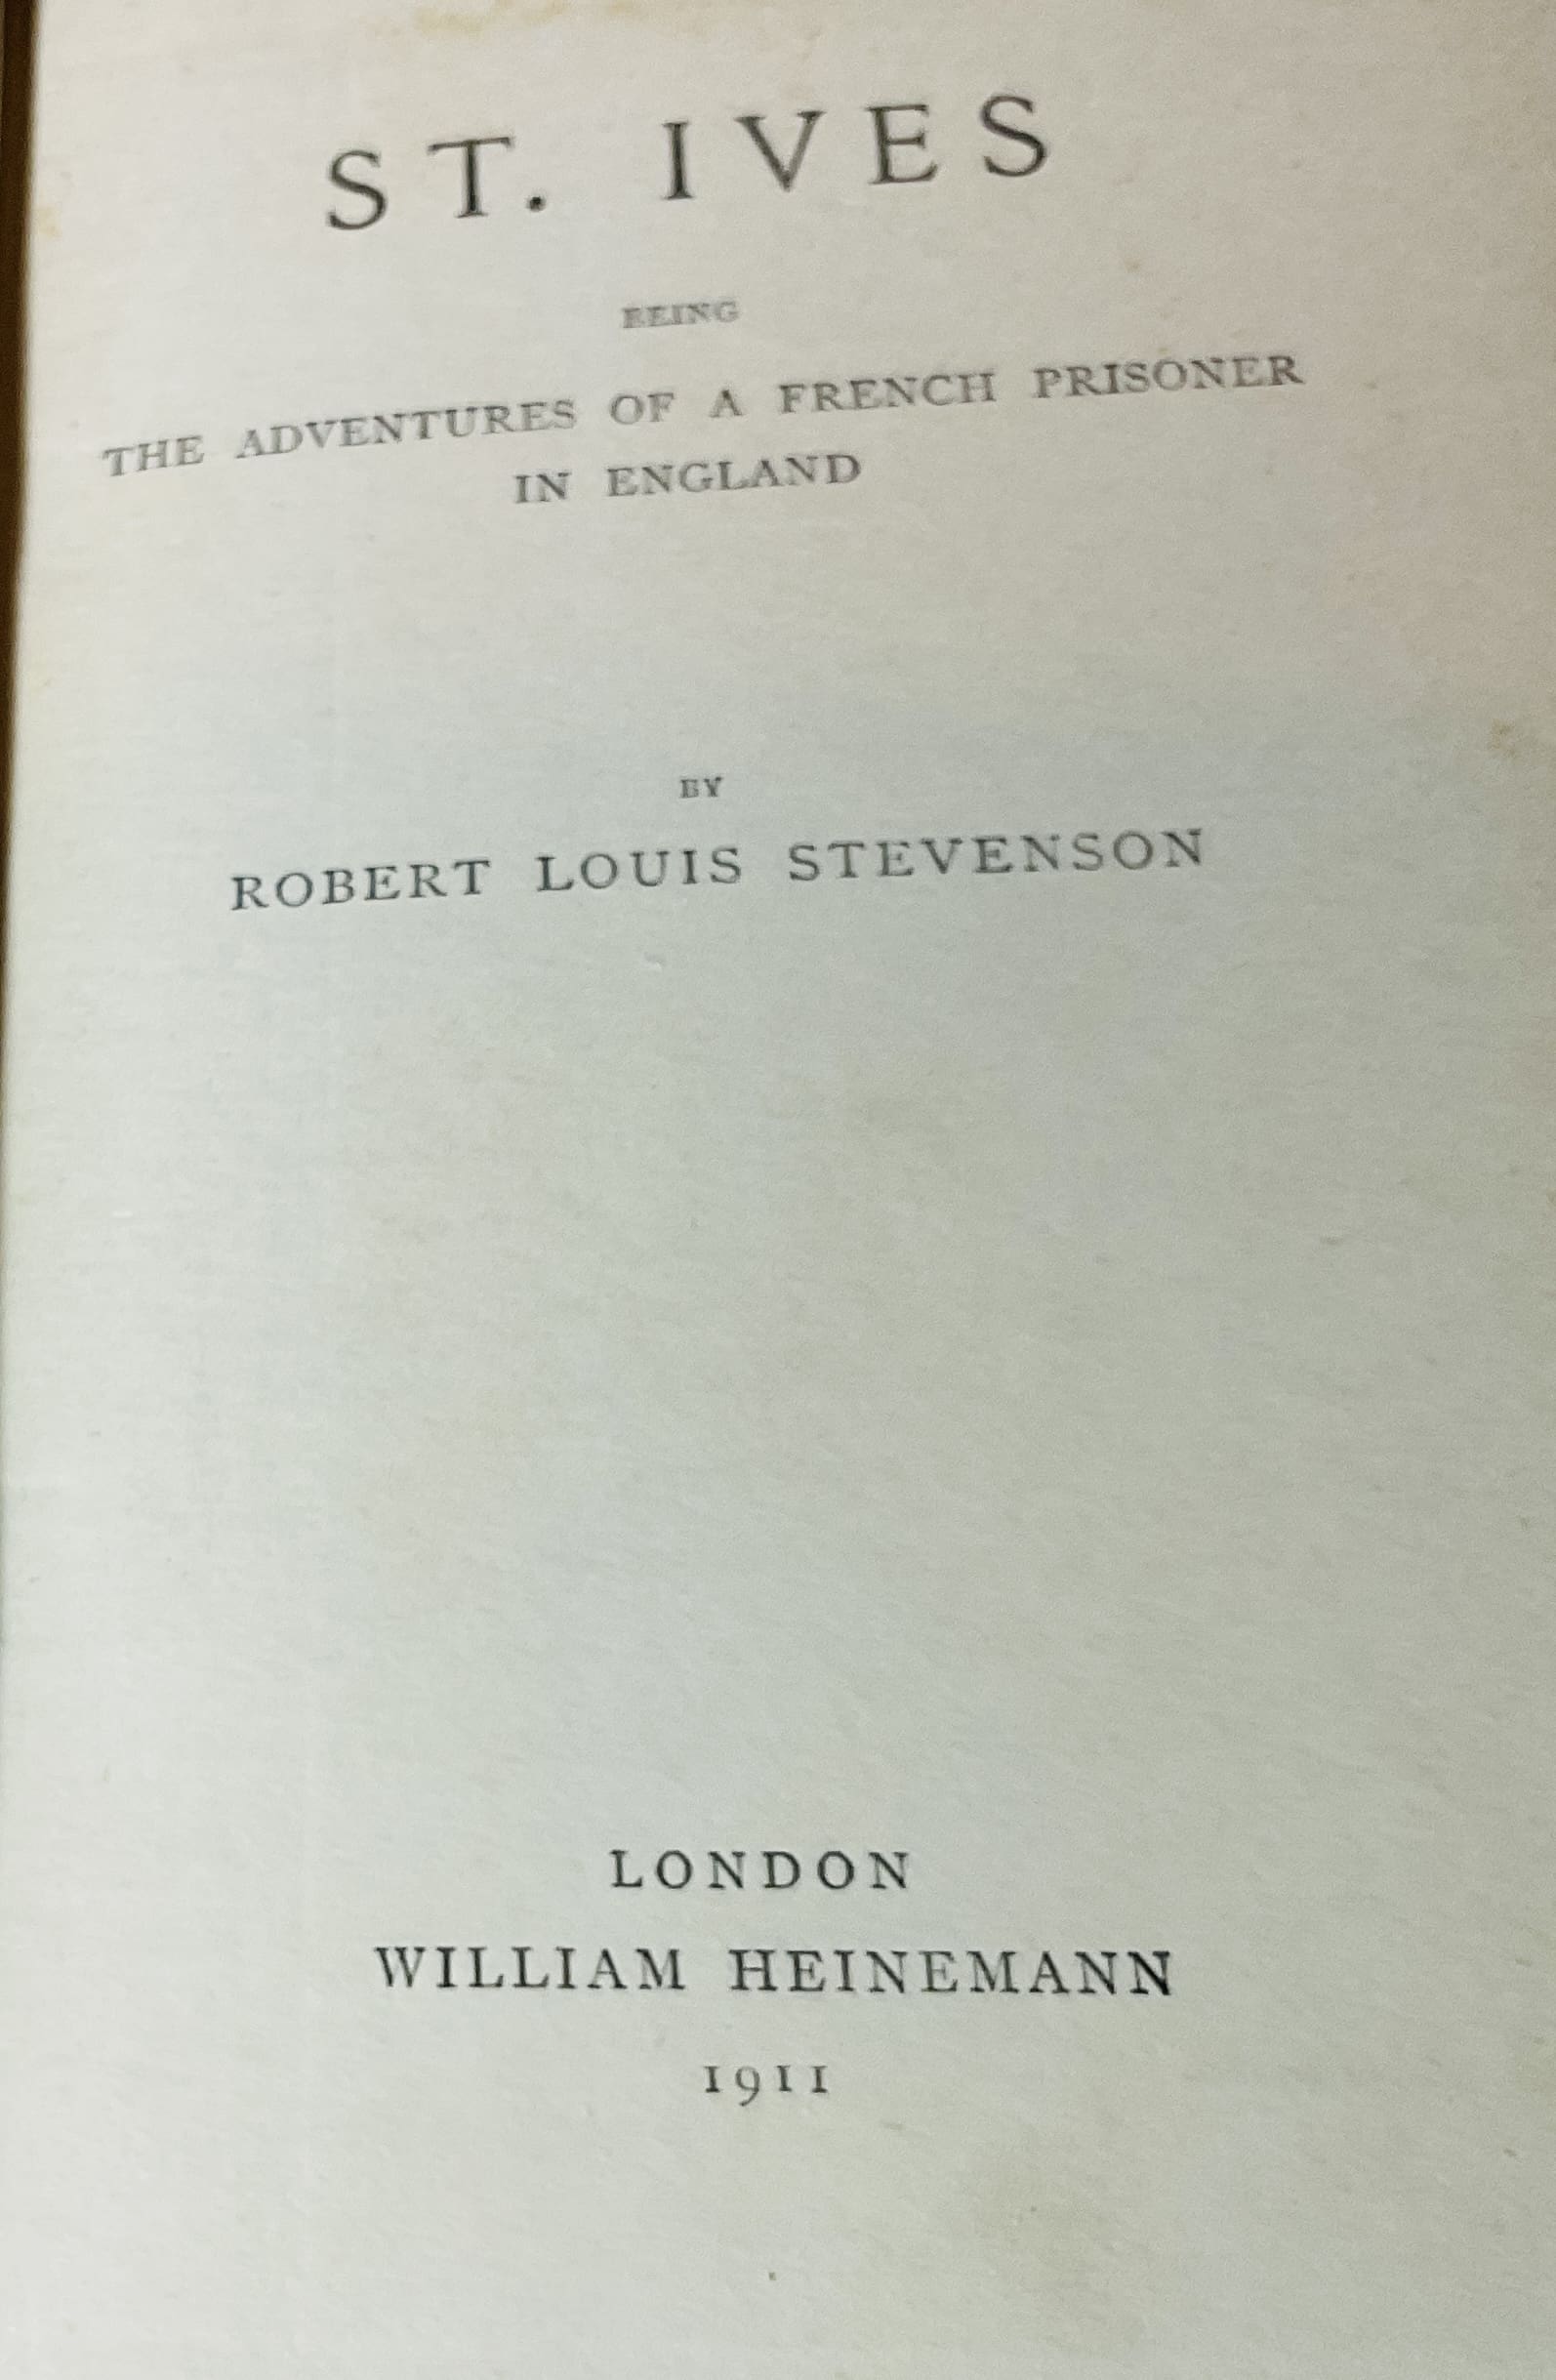 ST. IVES
BEING
THE ADVENTURES OF A FRENCH PRISONER
IN ENGLAND
BY
ROBERT LOUIS STEVENSON
LONDON
WILLIAM HEINEMANN
1911